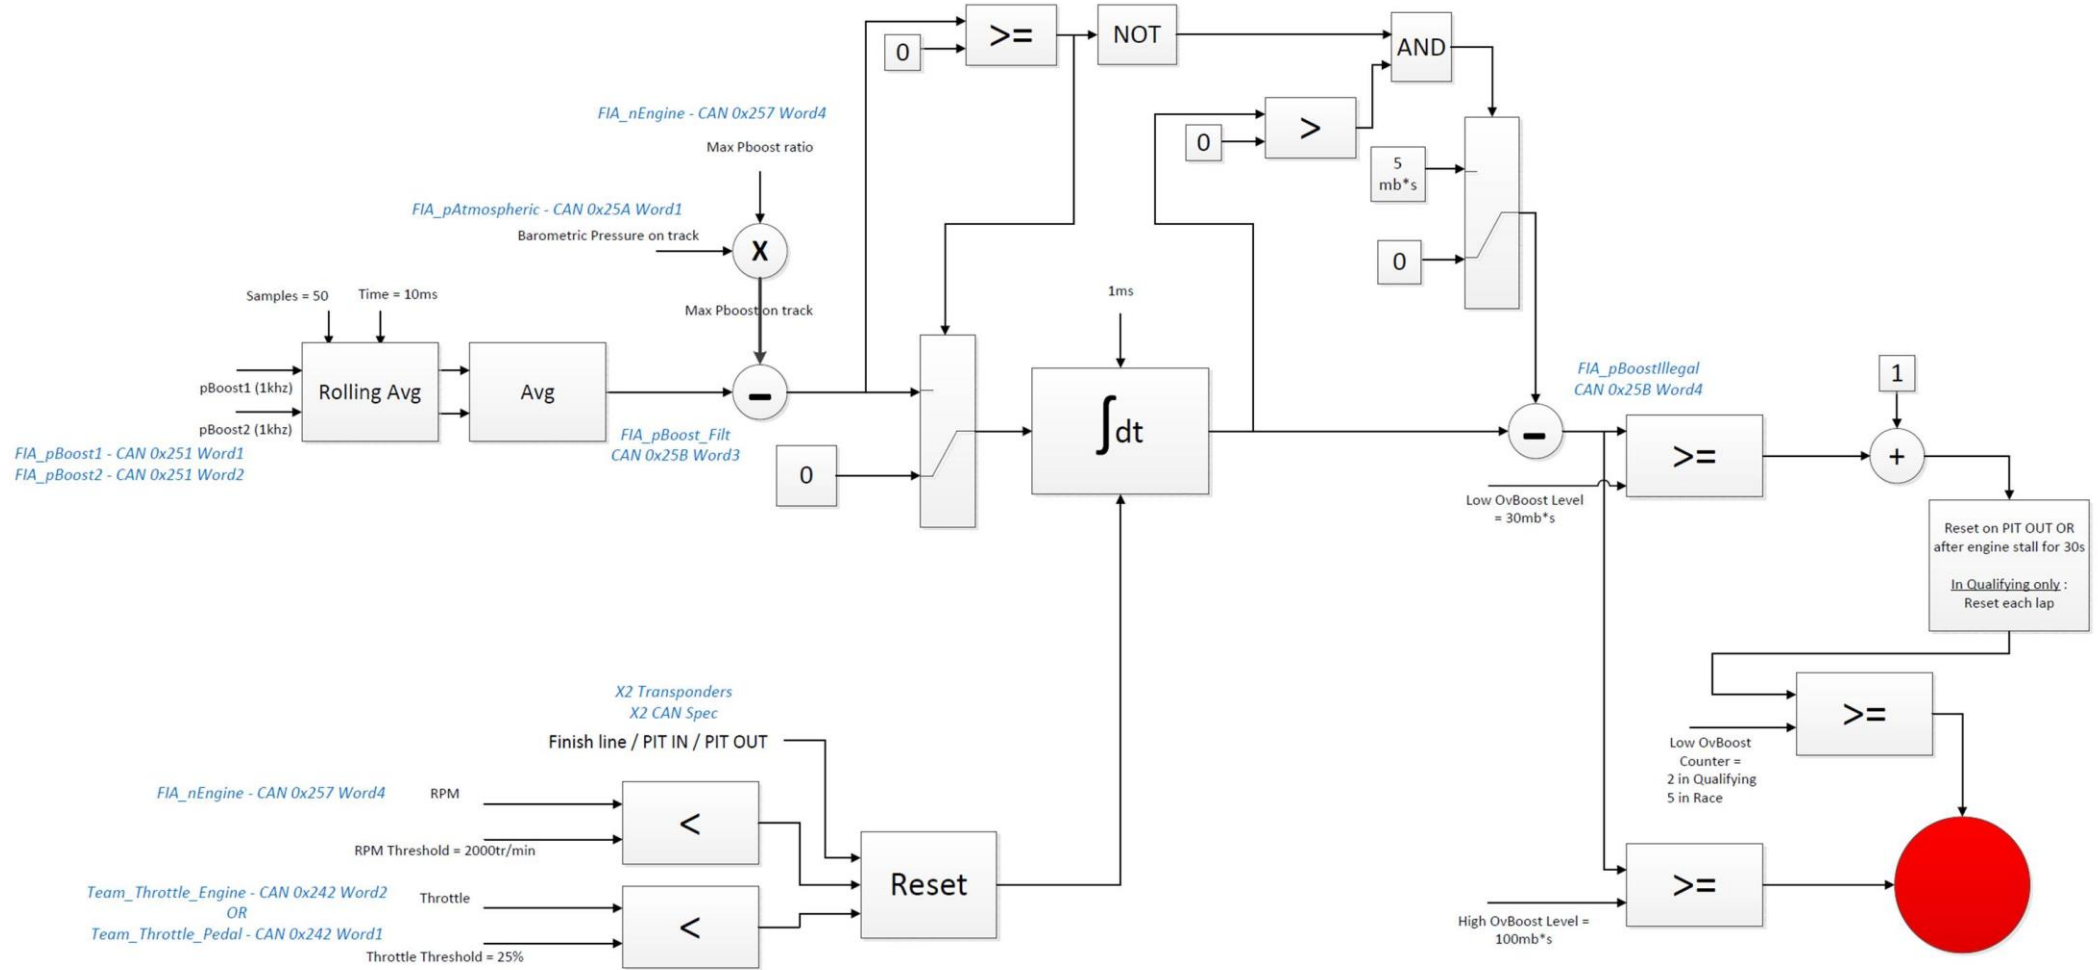 >=
NOT
AND
0
FIA_nEngine - CAN 0x257 Word4
Max Pboost ratio
>
0
5
mb*s
FIA_pAtmospheric - CAN 0x25A Word1
Barometric Pressure on track
X
0
Samples = 50
Time = 10ms
1ms
Max Pboost on track
pBoost1 (1khz)
pBoost2 (1khz)
Rolling Avg
Avg
-
FIA_pBoost1 - CAN 0x251 Word1
FIA_pBoost2 - CAN 0x251 Word2
FIA_pBoost_Filt
CAN 0x25B Word3
0
∫dt
-
FIA_pBoostIllegal
CAN 0x25B Word4
>=
1
+
Low OvBoost Level
= 30mb*s
Reset on PIT OUT OR
after engine stall for 30s
In Qualifying only :
Reset each lap
X2 Transponders
X2 CAN Spec
Finish line / PIT IN / PIT OUT
>=
Low OvBoost
Counter =
2 in Qualifying
5 in Race
FIA_nEngine - CAN 0x257 Word4
RPM
<
RPM Threshold = 2000tr/min
Team_Throttle_Engine - CAN 0x242 Word2
OR
Team_Throttle_Pedal - CAN 0x242 Word1
Throttle
<
Throttle Threshold = 25%
Reset
>=
High OvBoost Level =
100mb*s